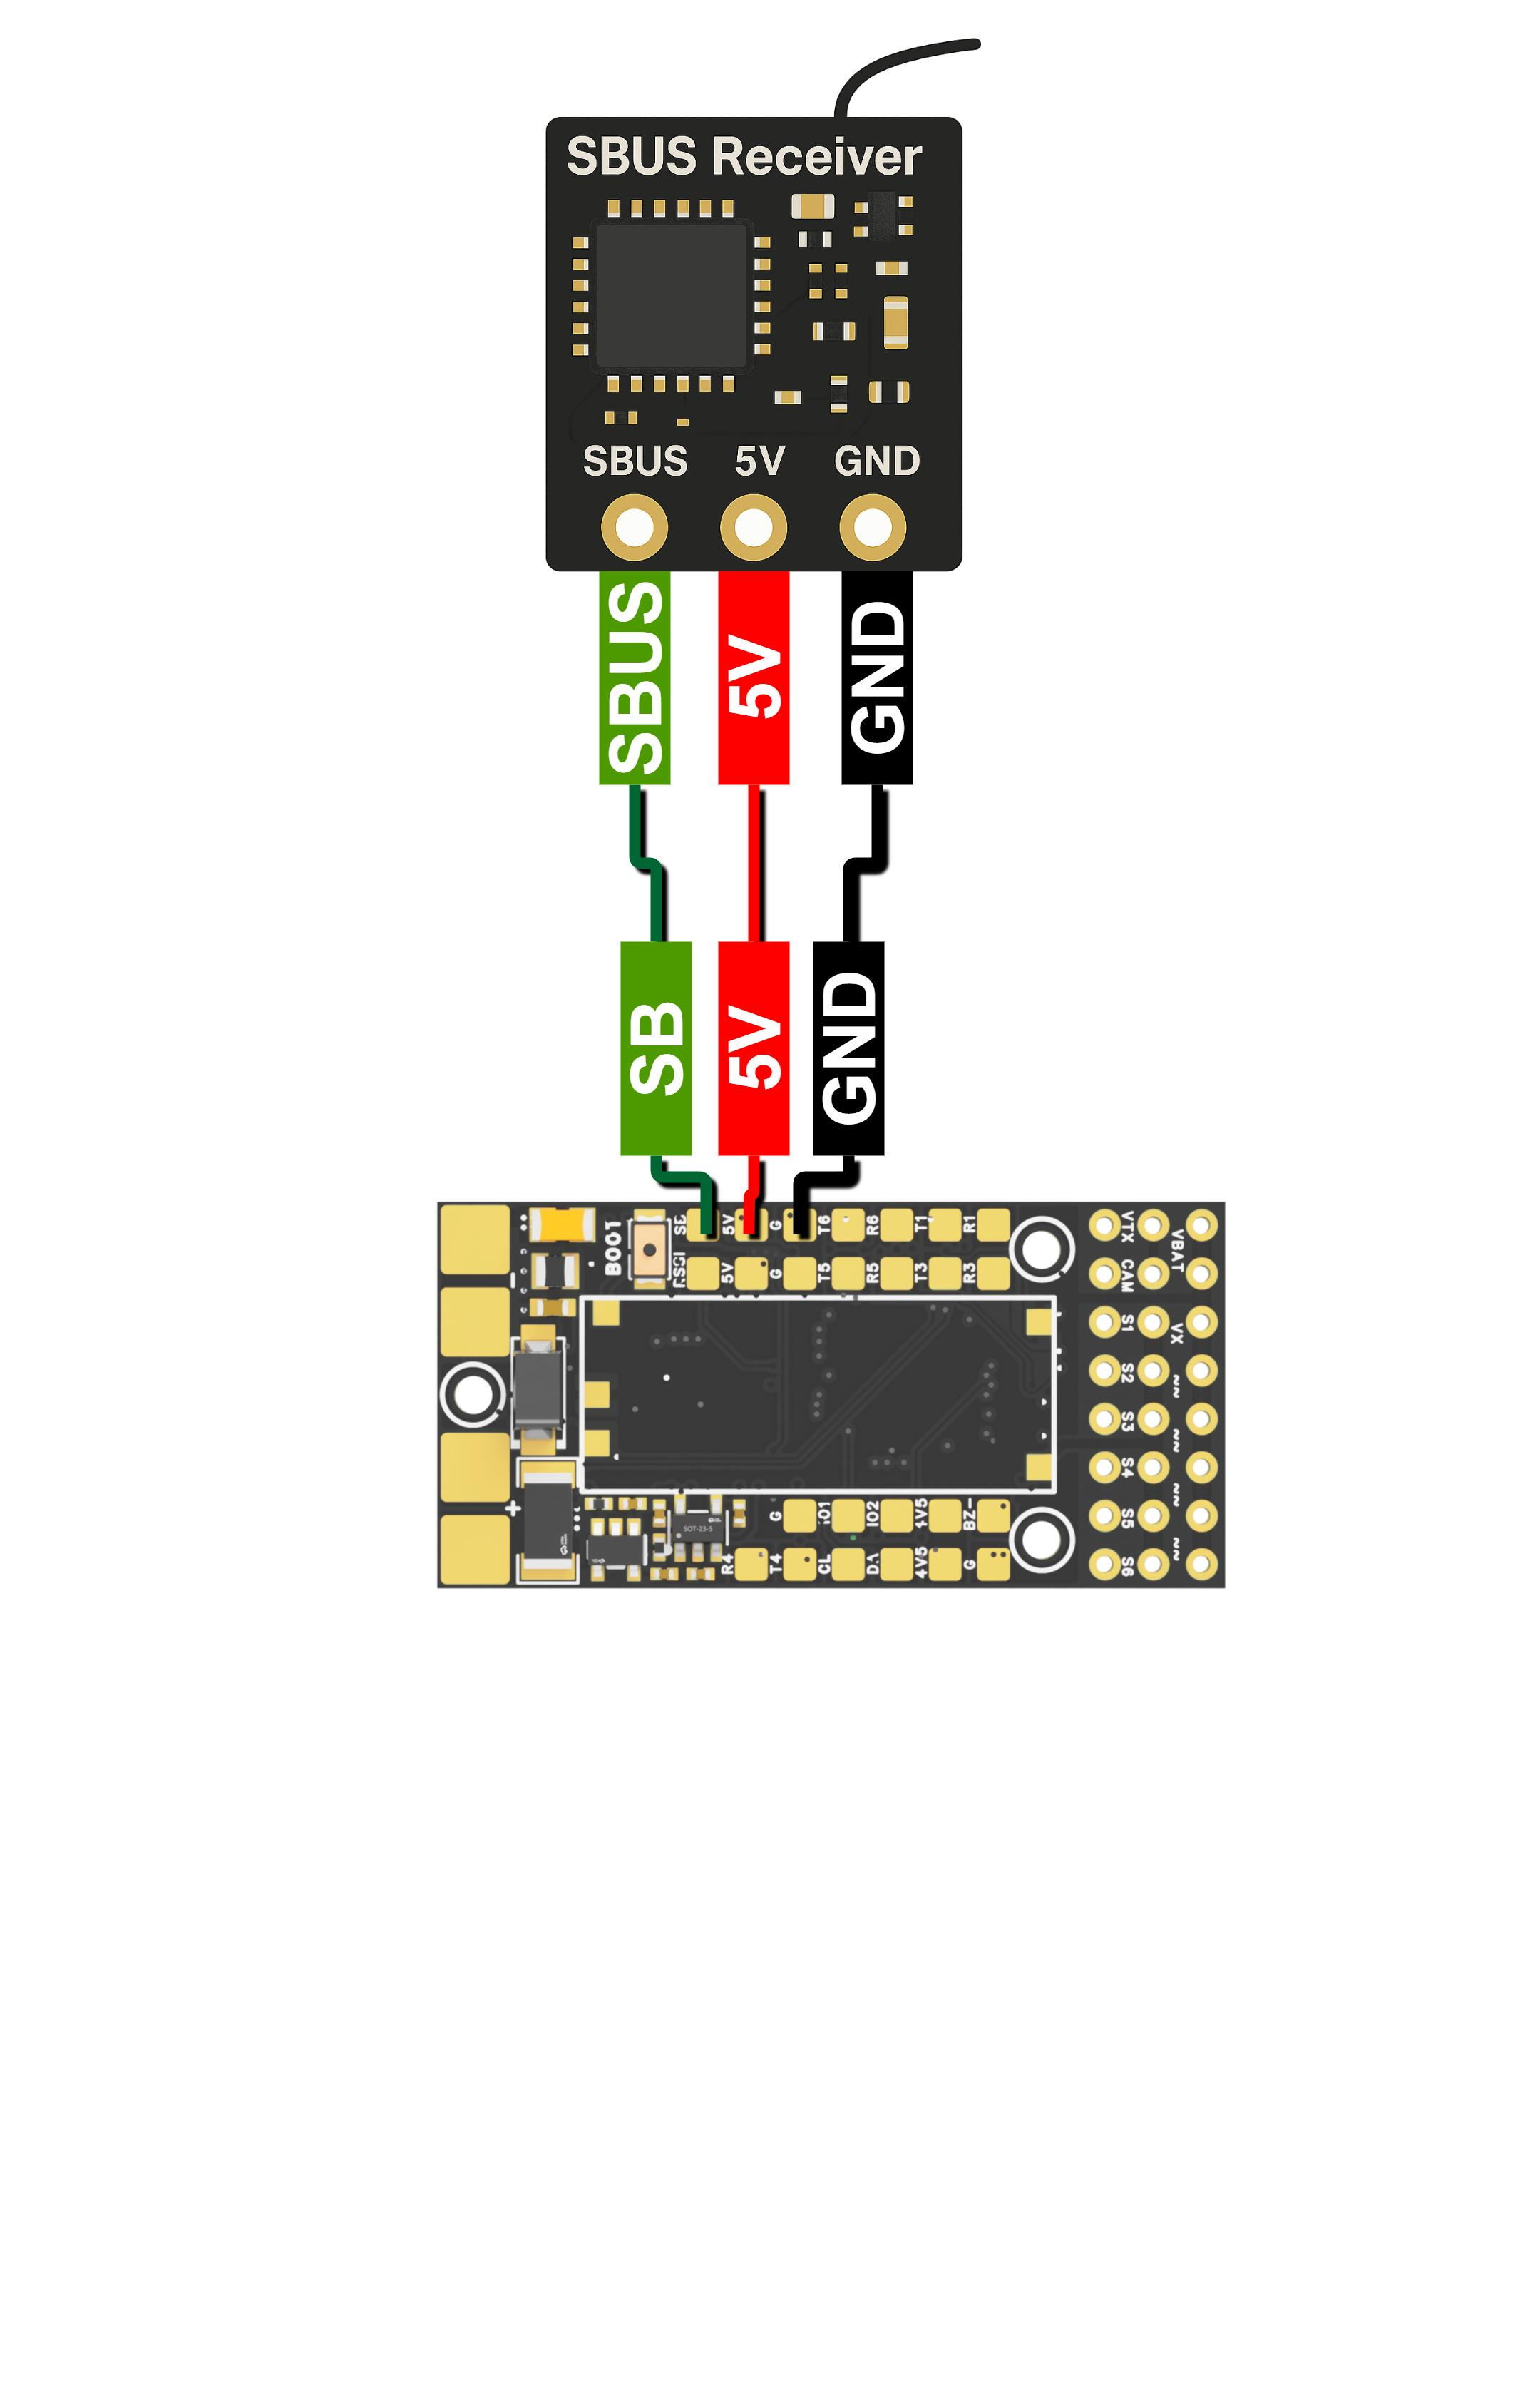 SBUS Receiver
SBUS 5V GND
SBUS 5V GND
SB 5V GND
BOOT
5V G T6 R6 T1 R1
5V G T5 R5 T3 R3
VTX VBAT
CAM
S1 VX
S2
S3
S4
S5
S6
-
+
SOT-23-5
G IO2 4V5 BZ-
R4 T4 CL DA 4V5 G